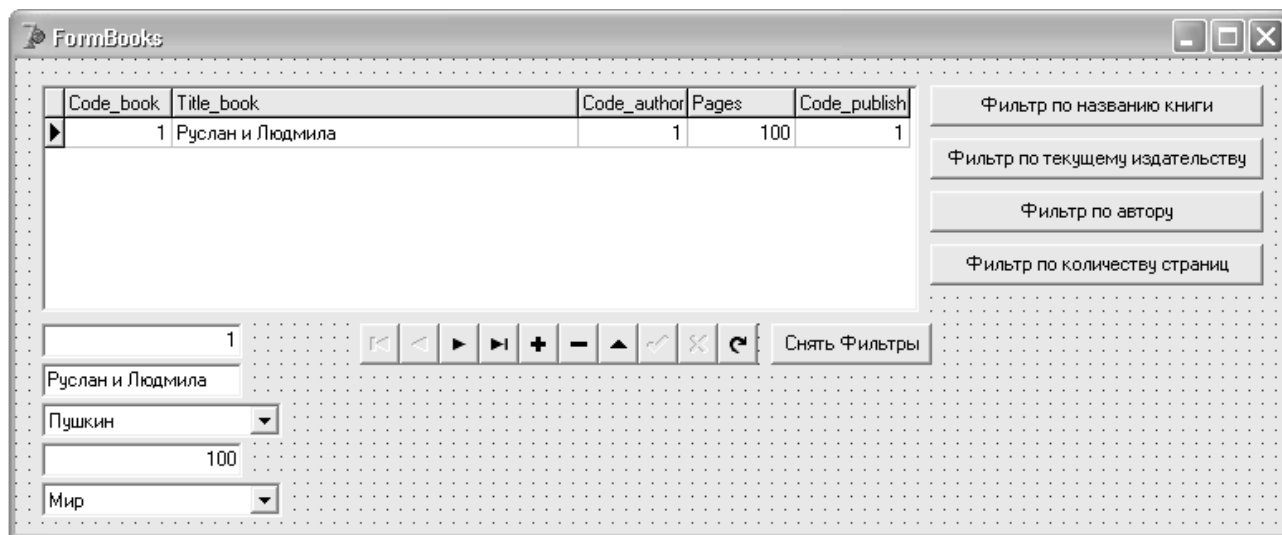 FormBooks
Code_book Title_book Code_author Pages Code_publish
1 Руслан и Людмила 1 100 1
Фильтр по названию книги
Фильтр по текущему издательству
Фильтр по автору
Фильтр по количеству страниц
1
Снять Фильтры
Руслан и Людмила
Пушкин
100
Мир